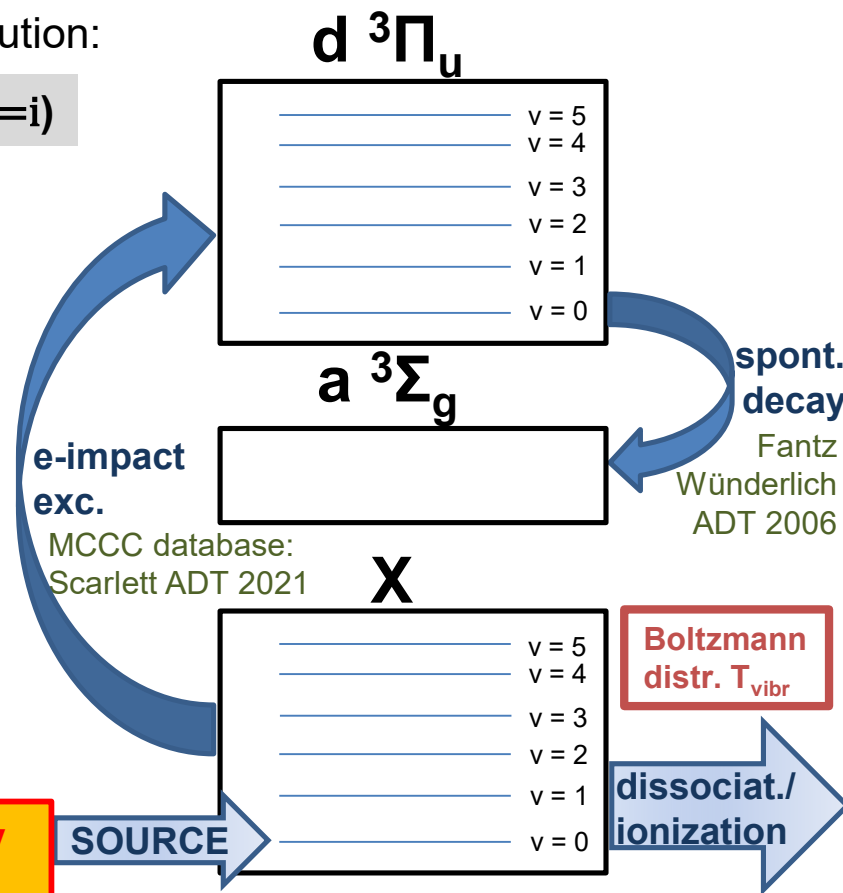 ution:
=i)
d ³Πᵤ
v = 5
v = 4
v = 3
v = 2
v = 1
v = 0
spont.
decay
Fantz
Wünderlich
ADT 2006
a ³Σg
e-impact
exc.
MCCC database:
Scarlett ADT 2021
X
v = 5
v = 4
v = 3
v = 2
v = 1
v = 0
Boltzmann
distr. Tvibr
dissociat./
ionization
SOURCE